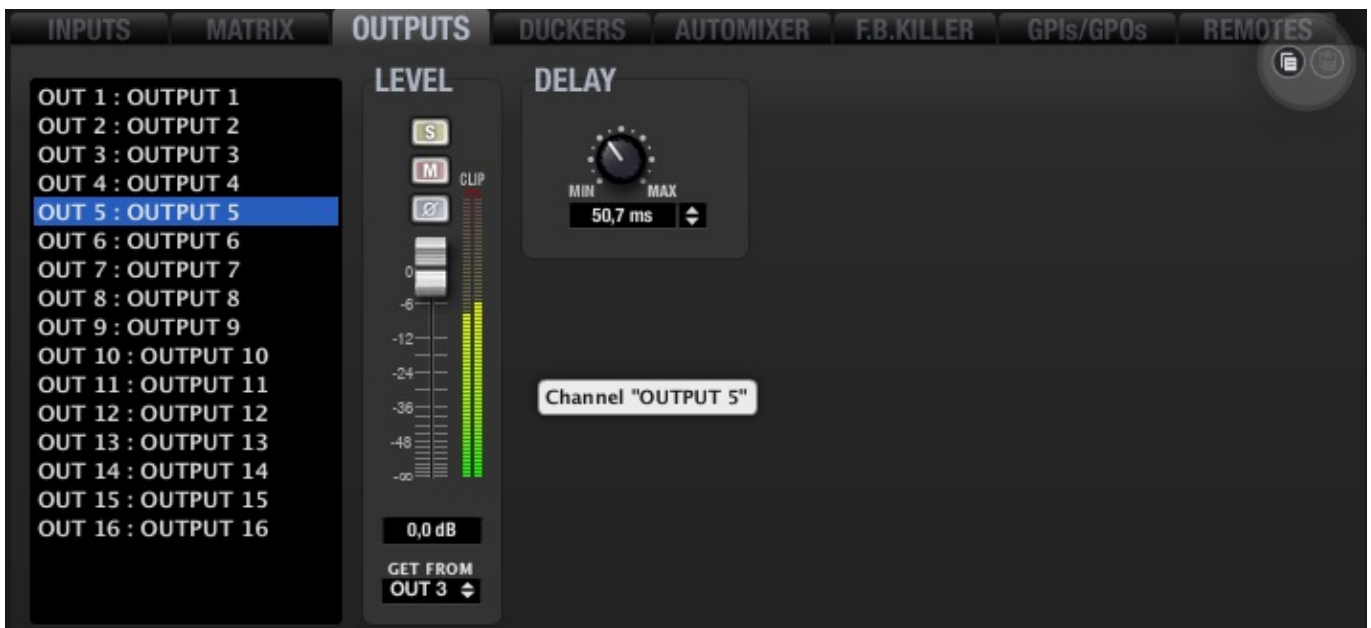 INPUTS MATRIX OUTPUTS DUCKERS AUTOMIXER F.B.KILLER GPIs/GPOs REMOTES
OUT 1 : OUTPUT 1
OUT 2 : OUTPUT 2
OUT 3 : OUTPUT 3
OUT 4 : OUTPUT 4
OUT 5 : OUTPUT 5
OUT 6 : OUTPUT 6
OUT 7 : OUTPUT 7
OUT 8 : OUTPUT 8
OUT 9 : OUTPUT 9
OUT 10 : OUTPUT 10
OUT 11 : OUTPUT 11
OUT 12 : OUTPUT 12
OUT 13 : OUTPUT 13
OUT 14 : OUTPUT 14
OUT 15 : OUTPUT 15
OUT 16 : OUTPUT 16
LEVEL
S
M
CLIP
Ø
0
-6
-12
-24
-36
-48
-∞
0,0 dB
GET FROM
OUT 3
DELAY
MIN MAX
50,7 ms
Channel "OUTPUT 5"